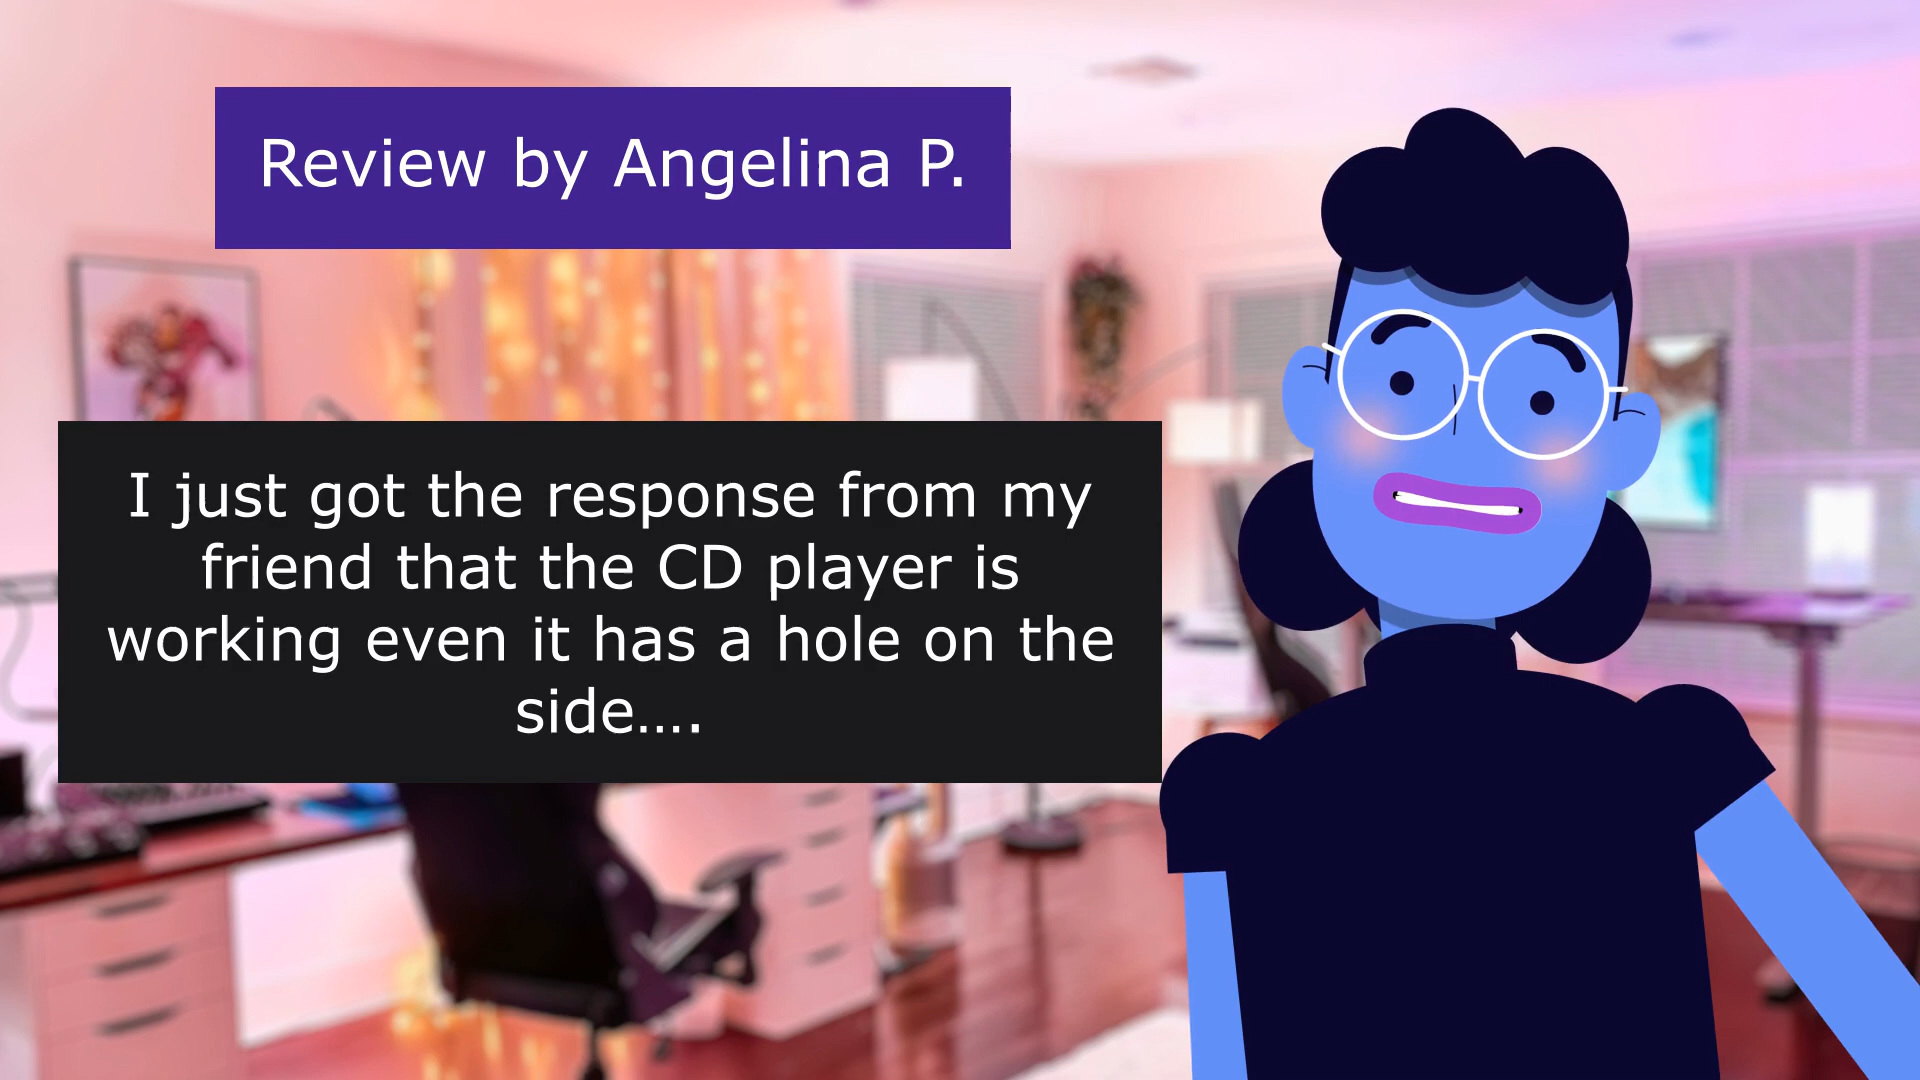 Review by Angelina P.
I just got the response from my
friend that the CD player is
working even it has a hole on the
side....